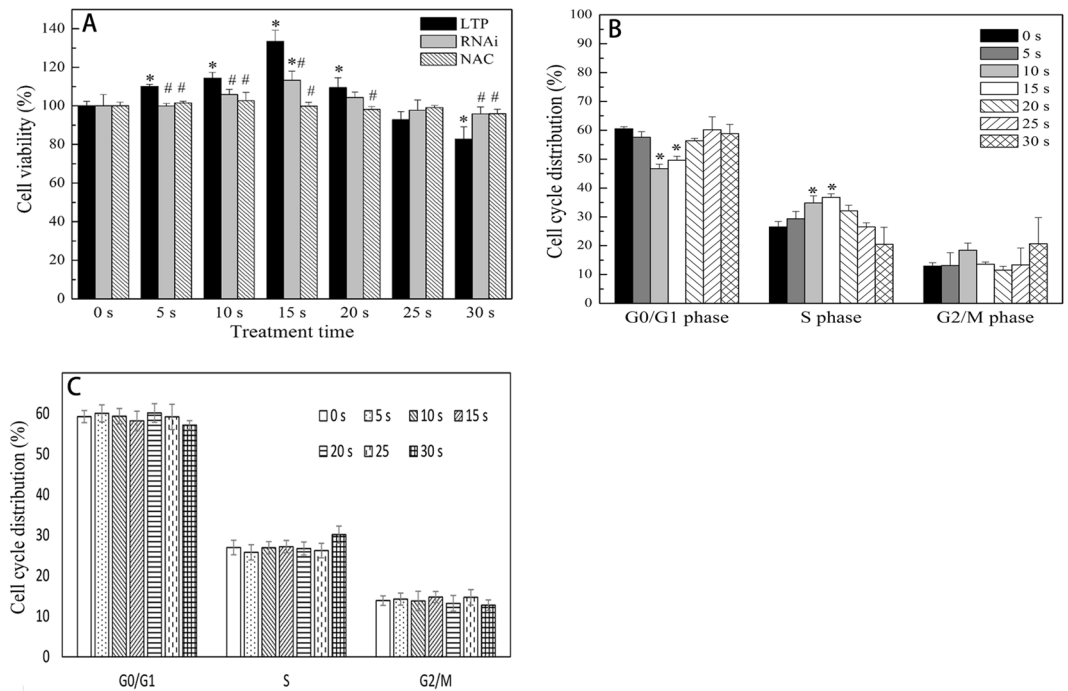 A
LTP
RNAi
NAC
Cell viability (%)
140
120
100
80
60
40
20
0
* # # * # # * *# # * # * # #
0 s 5 s 10 s 15 s 20 s 25 s 30 s
Treatment time
B
0 s
5 s
10 s
15 s
20 s
25 s
30 s
Cell cycle distribution (%)
100
90
80
70
60
50
40
30
20
10
0
* * * *
G0/G1 phase S phase G2/M phase
C
0 s 5 s 10 s 15 s
20 s 25 30 s
Cell cycle distribution (%)
60
50
40
30
20
10
0
G0/G1 S G2/M